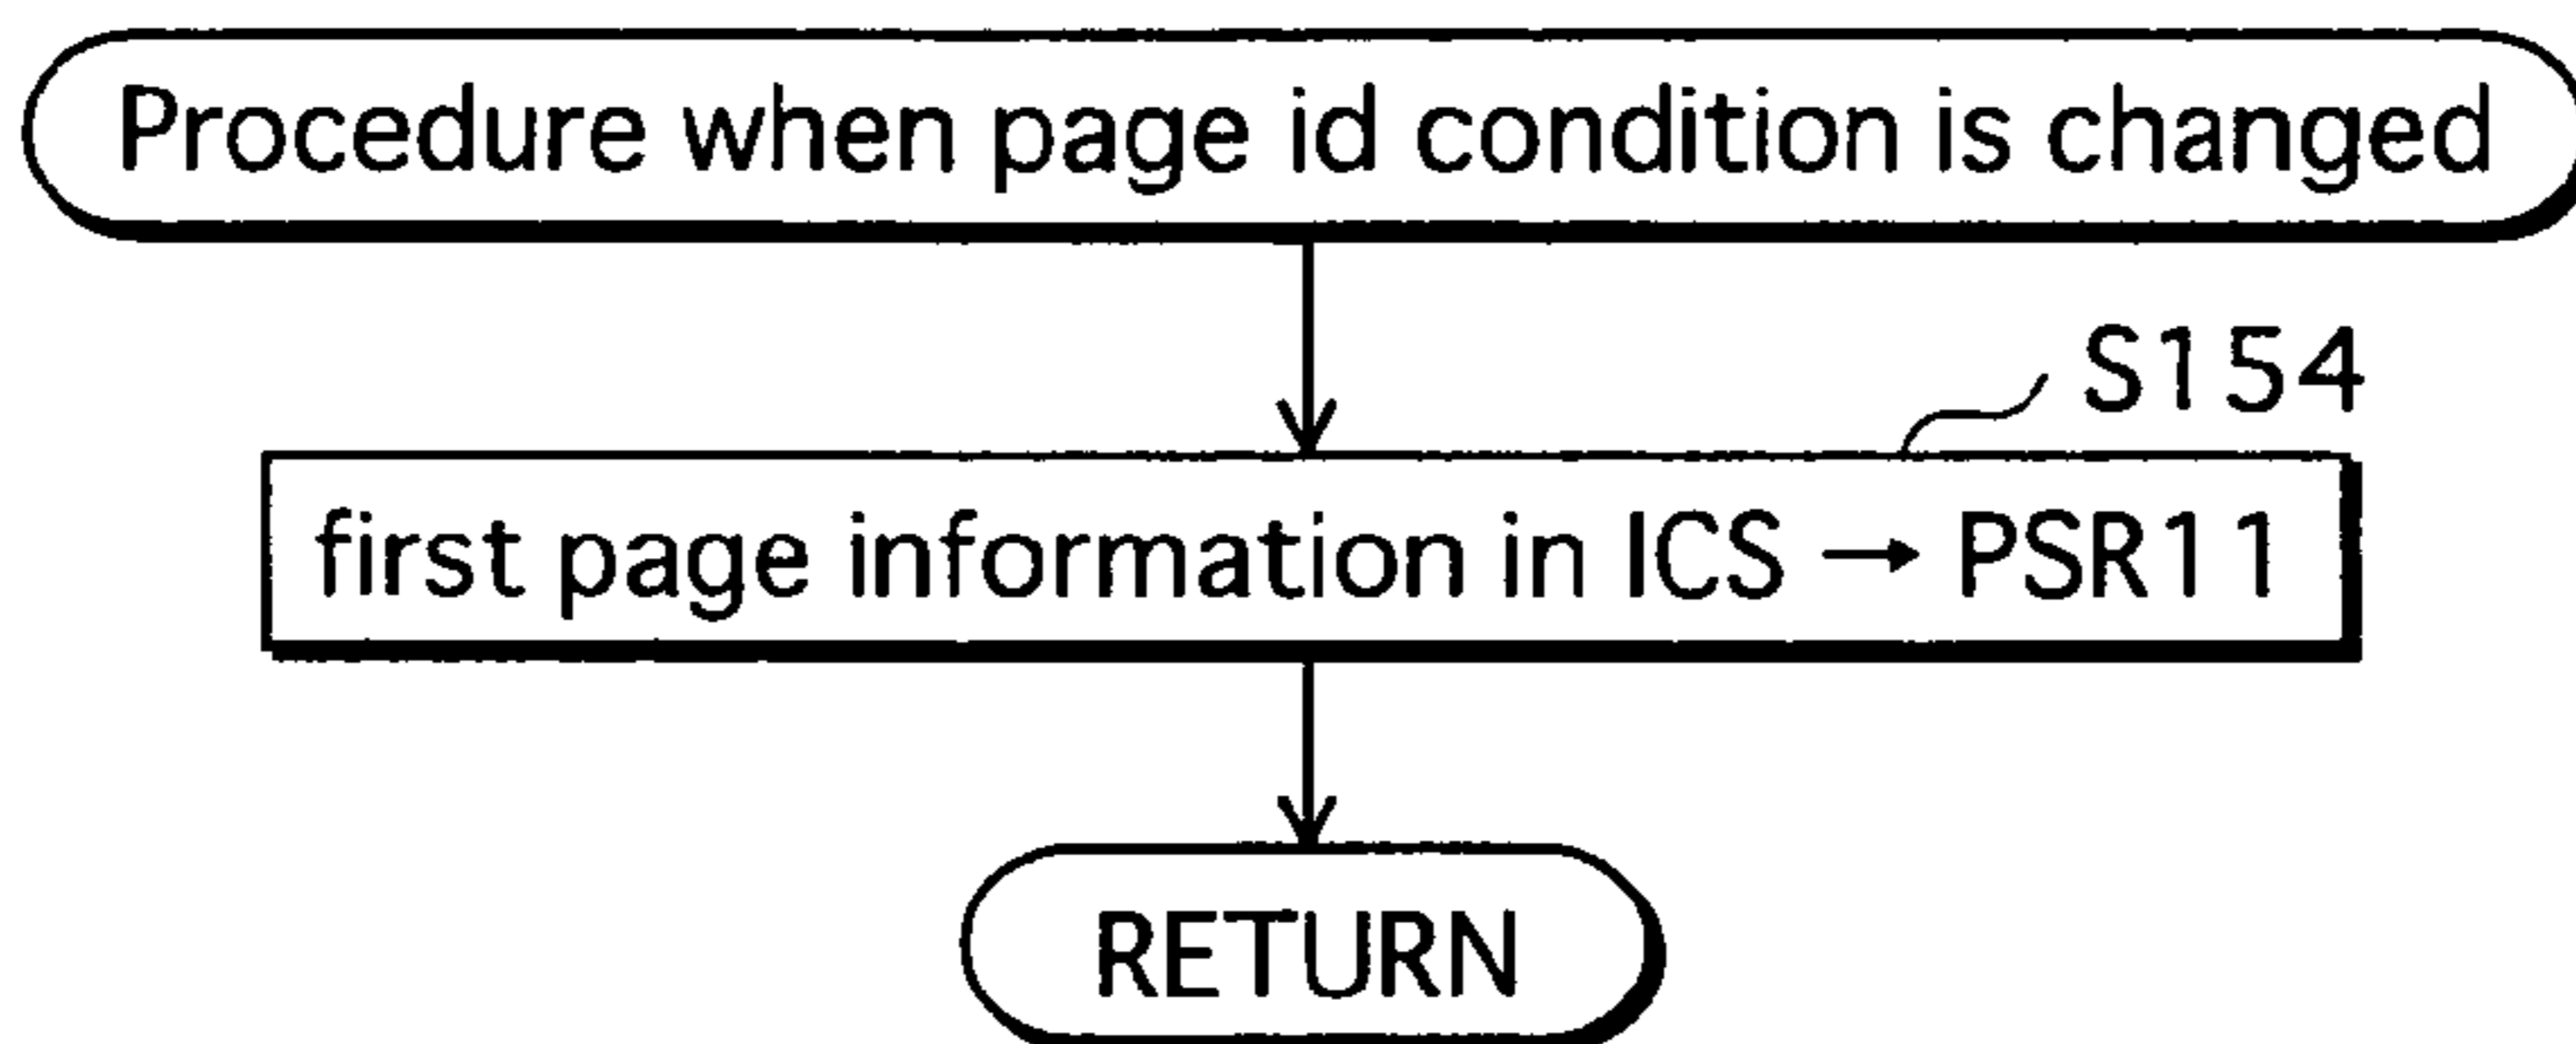 Procedure when page id condition is changed
S154
first page information in ICS → PSR11
RETURN